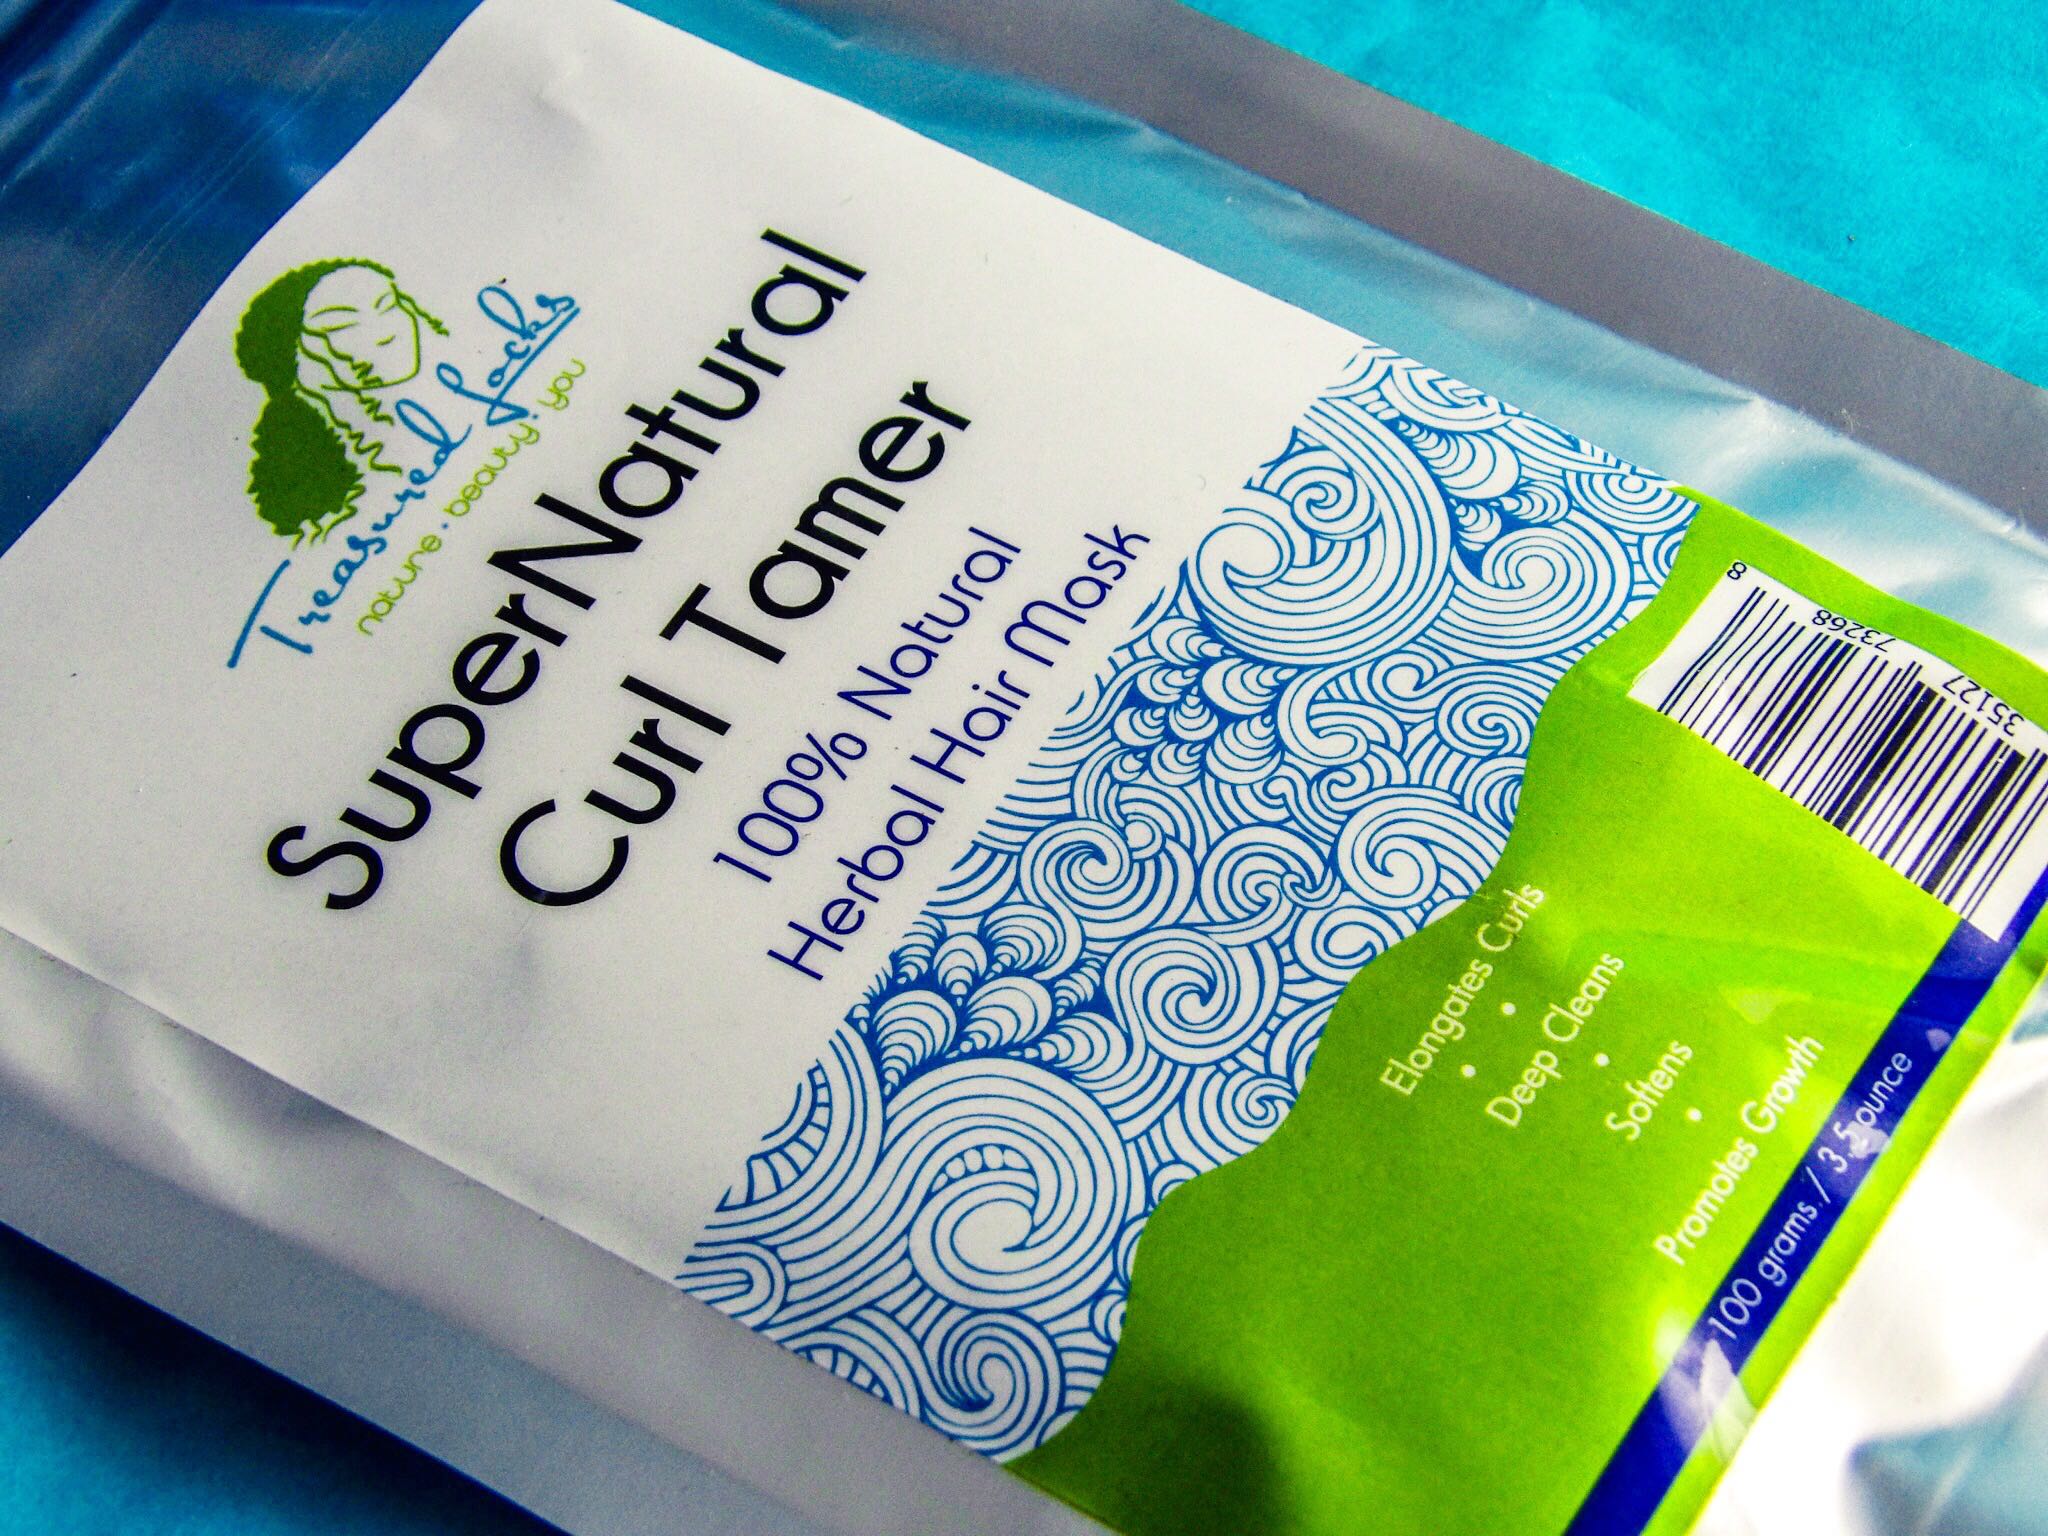 Treasured Locks
nature. beauty. you
SuperNatural
Curl Tamer
100% Natural
Herbal Hair Mask
Elongates Curls
•
Deep Cleans
•
Softens
•
Promotes Growth
100 grams / 3.5 ounce
8 73268 35127